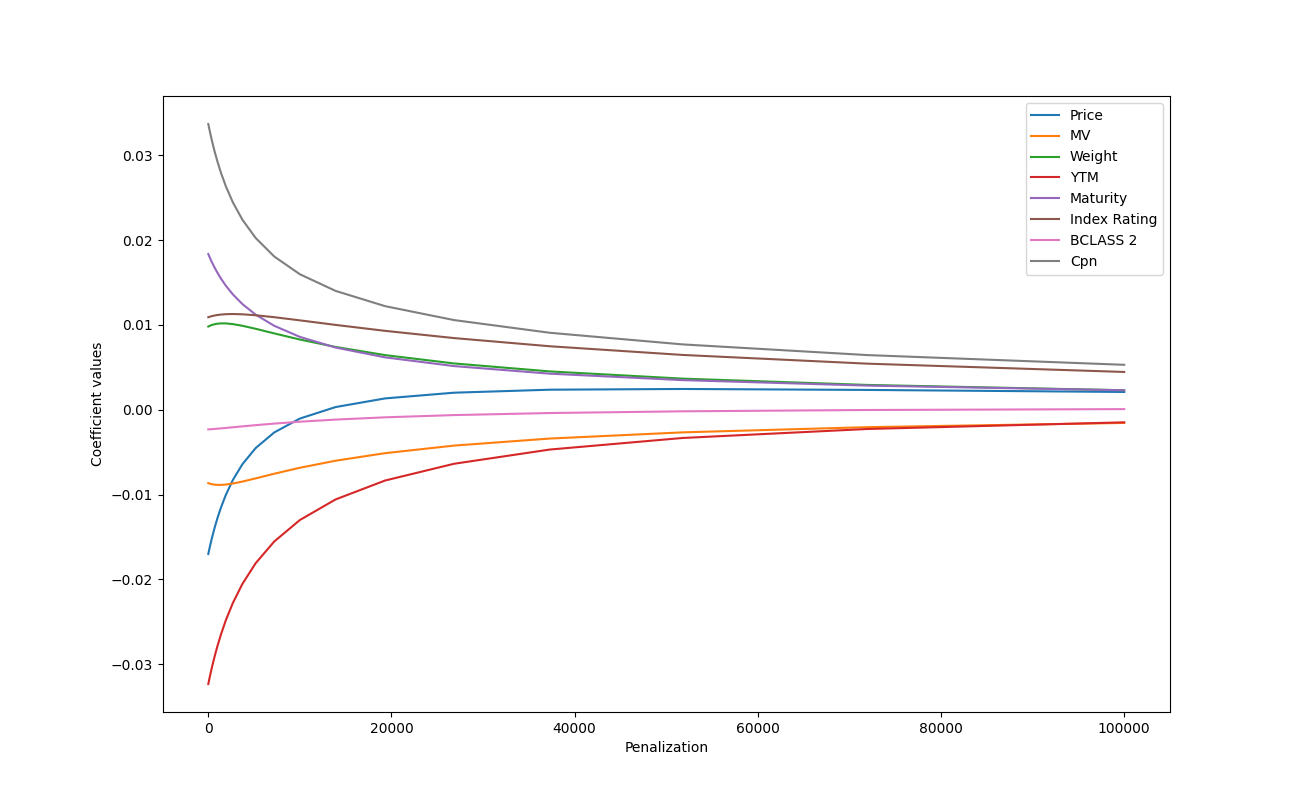 Price
MV
Weight
YTM
Maturity
Index Rating
BCLASS 2
Cpn
0.03
0.02
0.01
0.00
−0.01
−0.02
−0.03
Coefficient values
0 20000 40000 60000 80000 100000
Penalization